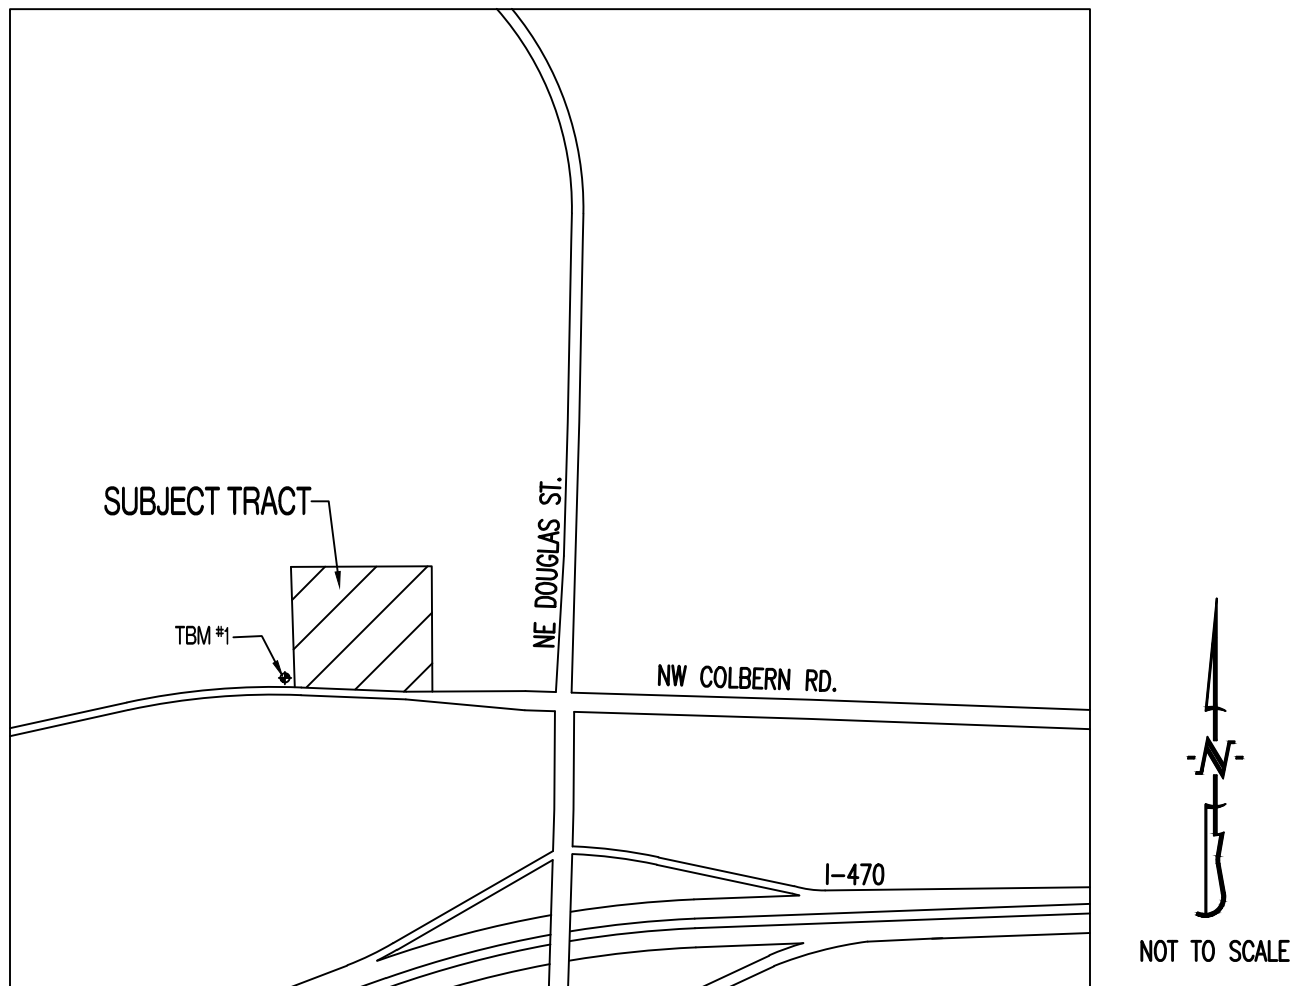 SUBJECT TRACT
NE DOUGLAS ST.
TBM #1
NW COLBERN RD.
N
I-470
NOT TO SCALE